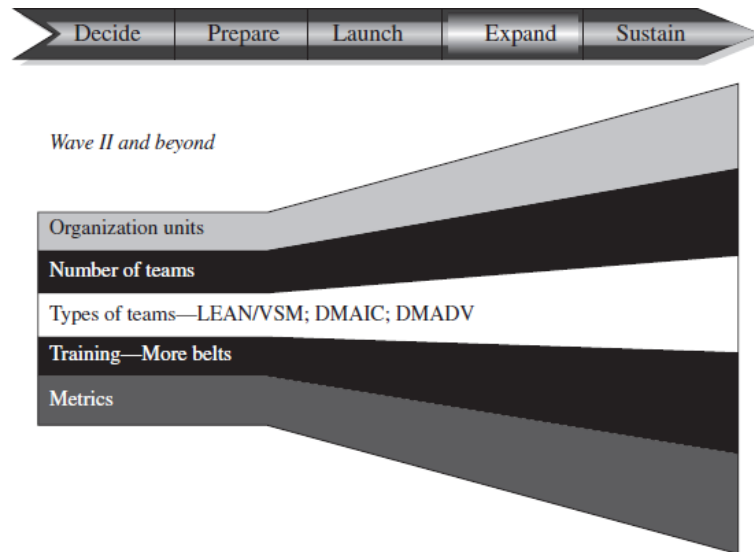 Decide Prepare Launch Expand Sustain
Wave II and beyond
Organization units
Number of teams
Types of teams—LEAN/VSM; DMAIC; DMADV
Training—More belts
Metrics